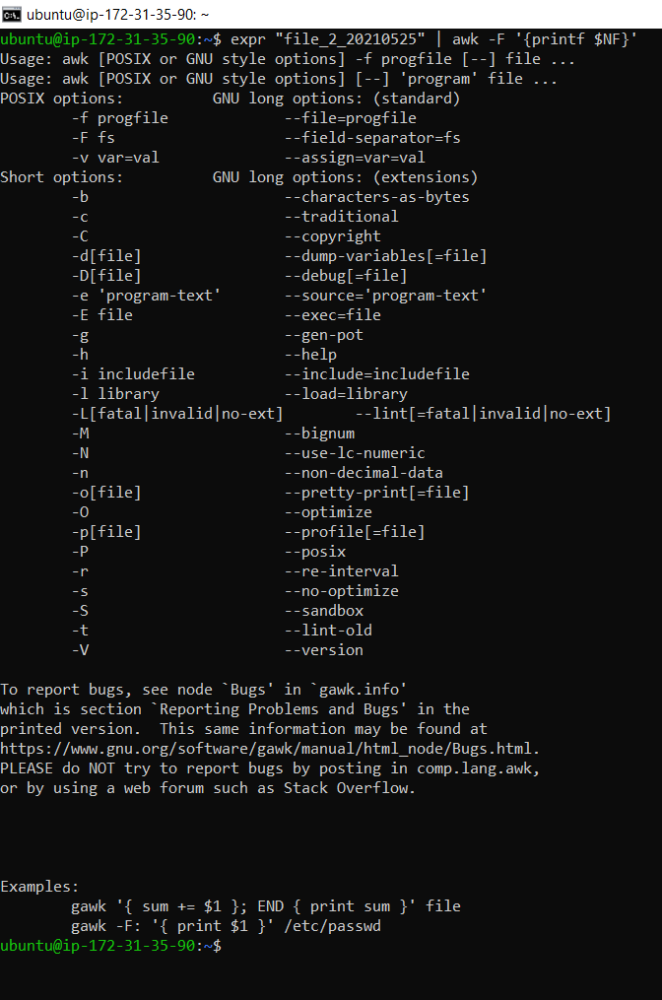 ubuntu@ip-172-31-35-90: ~
ubuntu@ip-172-31-35-90:~$ expr "file_2_20210525" | awk -F '{printf $NF}'
Usage: awk [POSIX or GNU style options] -f progfile [--] file ...
Usage: awk [POSIX or GNU style options] [--] 'program' file ...
POSIX options:          GNU long options: (standard)
        -f progfile             --file=progfile
        -F fs                   --field-separator=fs
        -v var=val              --assign=var=val
Short options:          GNU long options: (extensions)
        -b                      --characters-as-bytes
        -c                      --traditional
        -C                      --copyright
        -d[file]                --dump-variables[=file]
        -D[file]                --debug[=file]
        -e 'program-text'       --source='program-text'
        -E file                 --exec=file
        -g                      --gen-pot
        -h                      --help
        -i includefile          --include=includefile
        -l library              --load=library
        -L[fatal|invalid|no-ext]        --lint[=fatal|invalid|no-ext]
        -M                      --bignum
        -N                      --use-lc-numeric
        -n                      --non-decimal-data
        -o[file]                --pretty-print[=file]
        -O                      --optimize
        -p[file]                --profile[=file]
        -P                      --posix
        -r                      --re-interval
        -s                      --no-optimize
        -S                      --sandbox
        -t                      --lint-old
        -V                      --version
To report bugs, see node `Bugs' in `gawk.info'
which is section `Reporting Problems and Bugs' in the
printed version.  This same information may be found at
https://www.gnu.org/software/gawk/manual/html_node/Bugs.html.
PLEASE do NOT try to report bugs by posting in comp.lang.awk,
or by using a web forum such as Stack Overflow.
Examples:
        gawk '{ sum += $1 }; END { print sum }' file
        gawk -F: '{ print $1 }' /etc/passwd
ubuntu@ip-172-31-35-90:~$